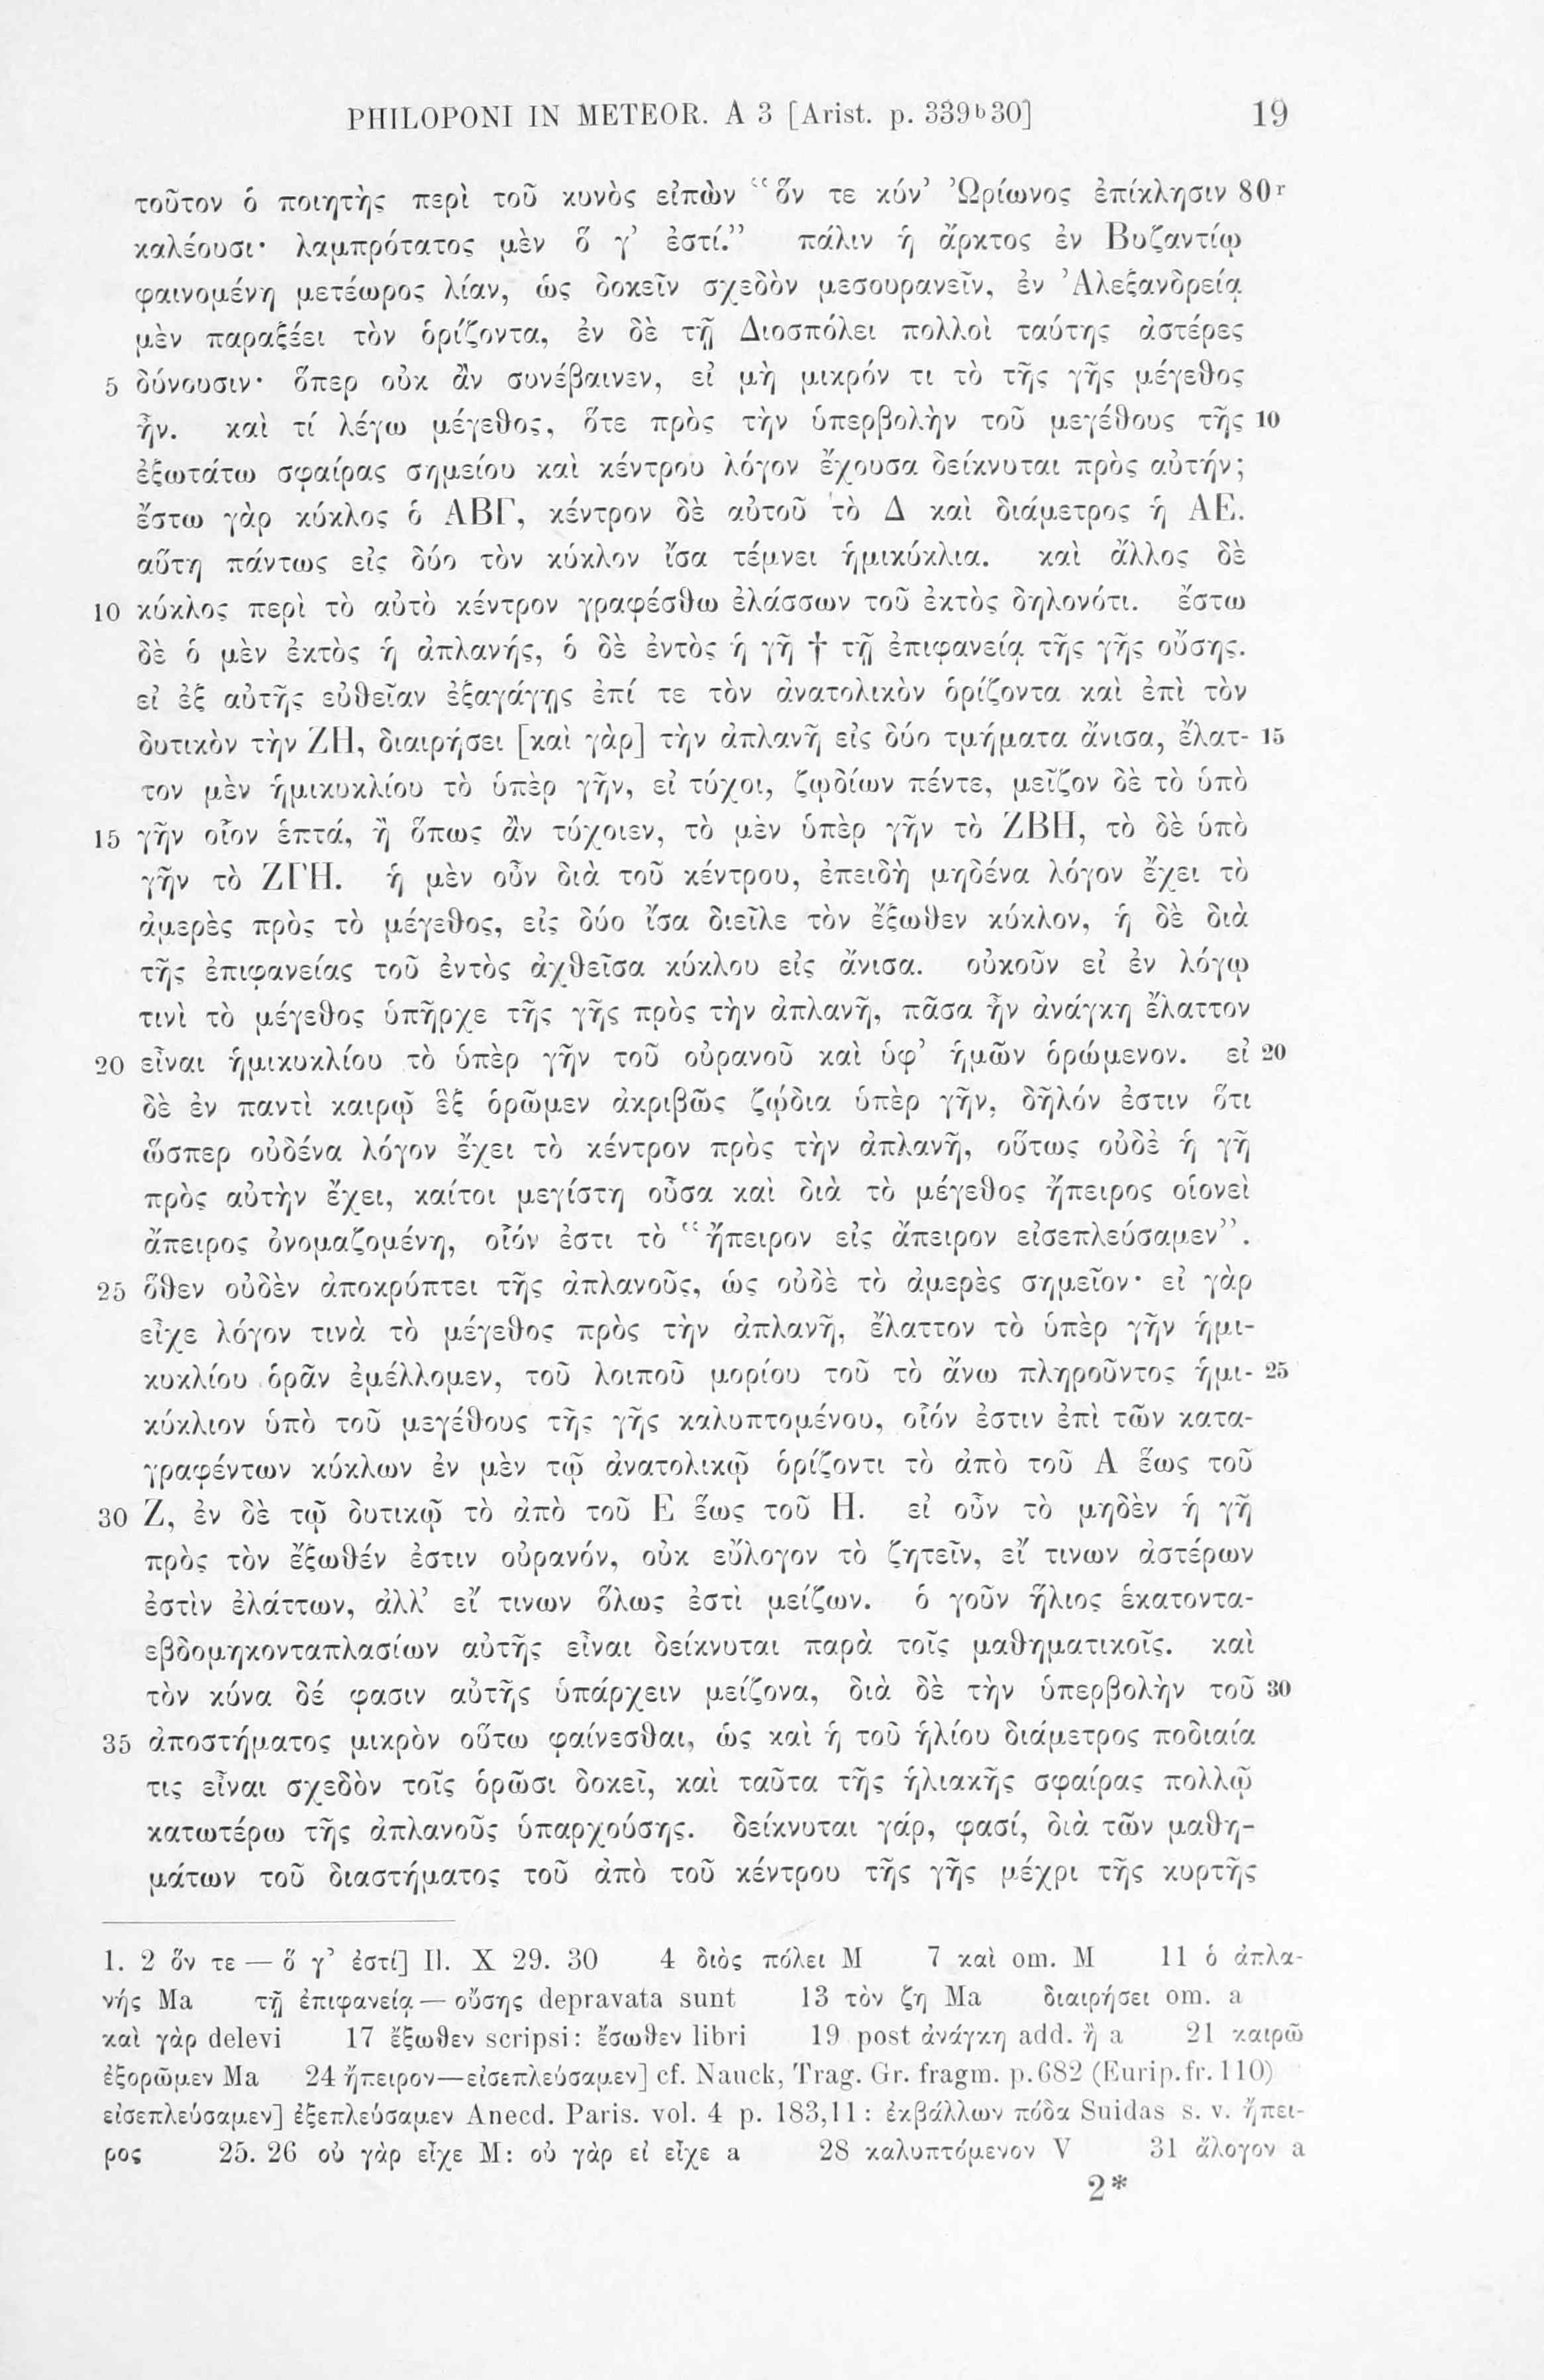 PHILOPONI IN METEOR. A 3 [Arist. p. 339ᵇ30] 19
τοῦτον ὁ ποιητὴς περὶ τοῦ κυνὸς εἰπὼν “ὅν τε κύν’ Ὠρίωνος ἐπίκλησιν 80ʳ
καλέουσι· λαμπρότατος μὲν ὅ γ’ ἐστί.” πάλιν ἡ ἄρκτος ἐν Βυζαντίῳ
φαινομένη μετέωρος λίαν, ὡς δοκεῖν σχεδὸν μεσουρανεῖν, ἐν Ἀλεξανδρείᾳ
μὲν παραξέει τὸν ὁρίζοντα, ἐν δὲ τῇ Διοσπόλει πολλοὶ ταύτης ἀστέρες
5 δύνουσιν· ὅπερ οὐκ ἂν συνέβαινεν, εἰ μὴ μικρόν τι τὸ τῆς γῆς μέγεθος
ἦν. καὶ τί λέγω μέγεθος, ὅτε πρὸς τὴν ὑπερβολὴν τοῦ μεγέθους τῆς 10
ἐξωτάτω σφαίρας σημείου καὶ κέντρου λόγον ἔχουσα δείκνυται πρὸς αὐτήν;
ἔστω γὰρ κύκλος ὁ ΑΒΓ, κέντρον δὲ αὐτοῦ τὸ Δ καὶ διάμετρος ἡ ΑΕ.
αὕτη πάντως εἰς δύο τὸν κύκλον ἴσα τέμνει ἡμικύκλια. καὶ ἄλλος δὲ
10 κύκλος περὶ τὸ αὐτὸ κέντρον γραφέσθω ἐλάσσων τοῦ ἐκτὸς δηλονότι. ἔστω
δὲ ὁ μὲν ἐκτὸς ἡ ἀπλανής, ὁ δὲ ἐντὸς ἡ γῆ † τῇ ἐπιφανείᾳ τῆς γῆς οὔσης.
εἰ ἐξ αὐτῆς εὐθεῖαν ἐξαγάγῃς ἐπί τε τὸν ἀνατολικὸν ὁρίζοντα καὶ ἐπὶ τὸν
δυτικὸν τὴν ΖΗ, διαιρήσει [καὶ γὰρ] τὴν ἀπλανῆ εἰς δύο τμήματα ἄνισα, ἔλατ- 15
τον μὲν ἡμικυκλίου τὸ ὑπὲρ γῆν, εἰ τύχοι, ζῳδίων πέντε, μεῖζον δὲ τὸ ὑπὸ
15 γῆν οἷον ἑπτά, ἢ ὅπως ἂν τύχοιεν, τὸ μὲν ὑπὲρ γῆν τὸ ΖΒΗ, τὸ δὲ ὑπὸ
γῆν τὸ ΖΓΗ. ἡ μὲν οὖν διὰ τοῦ κέντρου, ἐπειδὴ μηδένα λόγον ἔχει τὸ
ἀμερὲς πρὸς τὸ μέγεθος, εἰς δύο ἴσα διεῖλε τὸν ἔξωθεν κύκλον, ἡ δὲ διὰ
τῆς ἐπιφανείας τοῦ ἐντὸς ἀχθεῖσα κύκλου εἰς ἄνισα. οὐκοῦν εἰ ἐν λόγῳ
τινὶ τὸ μέγεθος ὑπῆρχε τῆς γῆς πρὸς τὴν ἀπλανῆ, πᾶσα ἦν ἀνάγκη ἔλαττον
20 εἶναι ἡμικυκλίου τὸ ὑπὲρ γῆν τοῦ οὐρανοῦ καὶ ὑφ’ ἡμῶν ὁρώμενον. εἰ 20
δὲ ἐν παντὶ καιρῷ ἓξ ὁρῶμεν ἀκριβῶς ζῴδια ὑπὲρ γῆν, δῆλόν ἐστιν ὅτι
ὥσπερ οὐδένα λόγον ἔχει τὸ κέντρον πρὸς τὴν ἀπλανῆ, οὕτως οὐδὲ ἡ γῆ
πρὸς αὐτὴν ἔχει, καίτοι μεγίστη οὖσα καὶ διὰ τὸ μέγεθος ἤπειρος οἱονεὶ
ἄπειρος ὀνομαζομένη, οἷόν ἐστι τὸ “ἤπειρον εἰς ἄπειρον εἰσεπλεύσαμεν”.
25 ὅθεν οὐδὲν ἀποκρύπτει τῆς ἀπλανοῦς, ὡς οὐδὲ τὸ ἀμερὲς σημεῖον· εἰ γὰρ
εἶχε λόγον τινὰ τὸ μέγεθος πρὸς τὴν ἀπλανῆ, ἔλαττον τὸ ὑπὲρ γῆν ἡμι-
κυκλίου ὁρᾶν ἐμέλλομεν, τοῦ λοιποῦ μορίου τοῦ τὸ ἄνω πληροῦντος ἡμι- 25
κύκλιον ὑπὸ τοῦ μεγέθους τῆς γῆς καλυπτομένου, οἷόν ἐστιν ἐπὶ τῶν κατα-
γραφέντων κύκλων ἐν μὲν τῷ ἀνατολικῷ ὁρίζοντι τὸ ἀπὸ τοῦ Α ἕως τοῦ
30 Ζ, ἐν δὲ τῷ δυτικῷ τὸ ἀπὸ τοῦ Ε ἕως τοῦ Η. εἰ οὖν τὸ μηδὲν ἡ γῆ
πρὸς τὸν ἔξωθέν ἐστιν οὐρανόν, οὐκ εὔλογον τὸ ζητεῖν, εἴ τινων ἀστέρων
ἐστὶν ἐλάττων, ἀλλ’ εἴ τινων ὅλως ἐστὶ μείζων. ὁ γοῦν ἥλιος ἑκατοντα-
εβδομηκονταπλασίων αὐτῆς εἶναι δείκνυται παρὰ τοῖς μαθηματικοῖς. καὶ
τὸν κύνα δέ φασιν αὐτῆς ὑπάρχειν μείζονα, διὰ δὲ τὴν ὑπερβολὴν τοῦ 30
35 ἀποστήματος μικρὸν οὕτω φαίνεσθαι, ὡς καὶ ἡ τοῦ ἡλίου διάμετρος ποδιαία
τις εἶναι σχεδὸν τοῖς ὁρῶσι δοκεῖ, καὶ ταῦτα τῆς ἡλιακῆς σφαίρας πολλῷ
κατωτέρω τῆς ἀπλανοῦς ὑπαρχούσης. δείκνυται γάρ, φασί, διὰ τῶν μαθη-
μάτων τοῦ διαστήματος τοῦ ἀπὸ τοῦ κέντρου τῆς γῆς μέχρι τῆς κυρτῆς
1. 2 ὅν τε — ὅ γ’ ἐστί] Il. X 29. 30 4 διὸς πόλει M 7 καὶ om. M 11 ὁ ἀπλα-
νής Ma τῇ ἐπιφανείᾳ — οὔσης depravata sunt 13 τὸν ζη Ma διαιρήσει om. a
καὶ γὰρ delevi 17 ἔξωθεν scripsi: ἔσωθεν libri 19 post ἀνάγκη add. ἢ a 21 καιρῶ
ἐξορῶμεν Ma 24 ἤπειρον—εἰσεπλεύσαμεν] cf. Nauck, Trag. Gr. fragm. p.682 (Eurip.fr. 110)
εἰσεπλεύσαμεν] ἐξεπλεύσαμεν Anecd. Paris. vol. 4 p. 183,11: ἐκβάλλων πόδα Suidas s. v. ἤπει-
ρος 25. 26 οὐ γὰρ εἶχε M: οὐ γὰρ εἰ εἶχε a 28 καλυπτόμενον V 31 ἄλογον a
2*